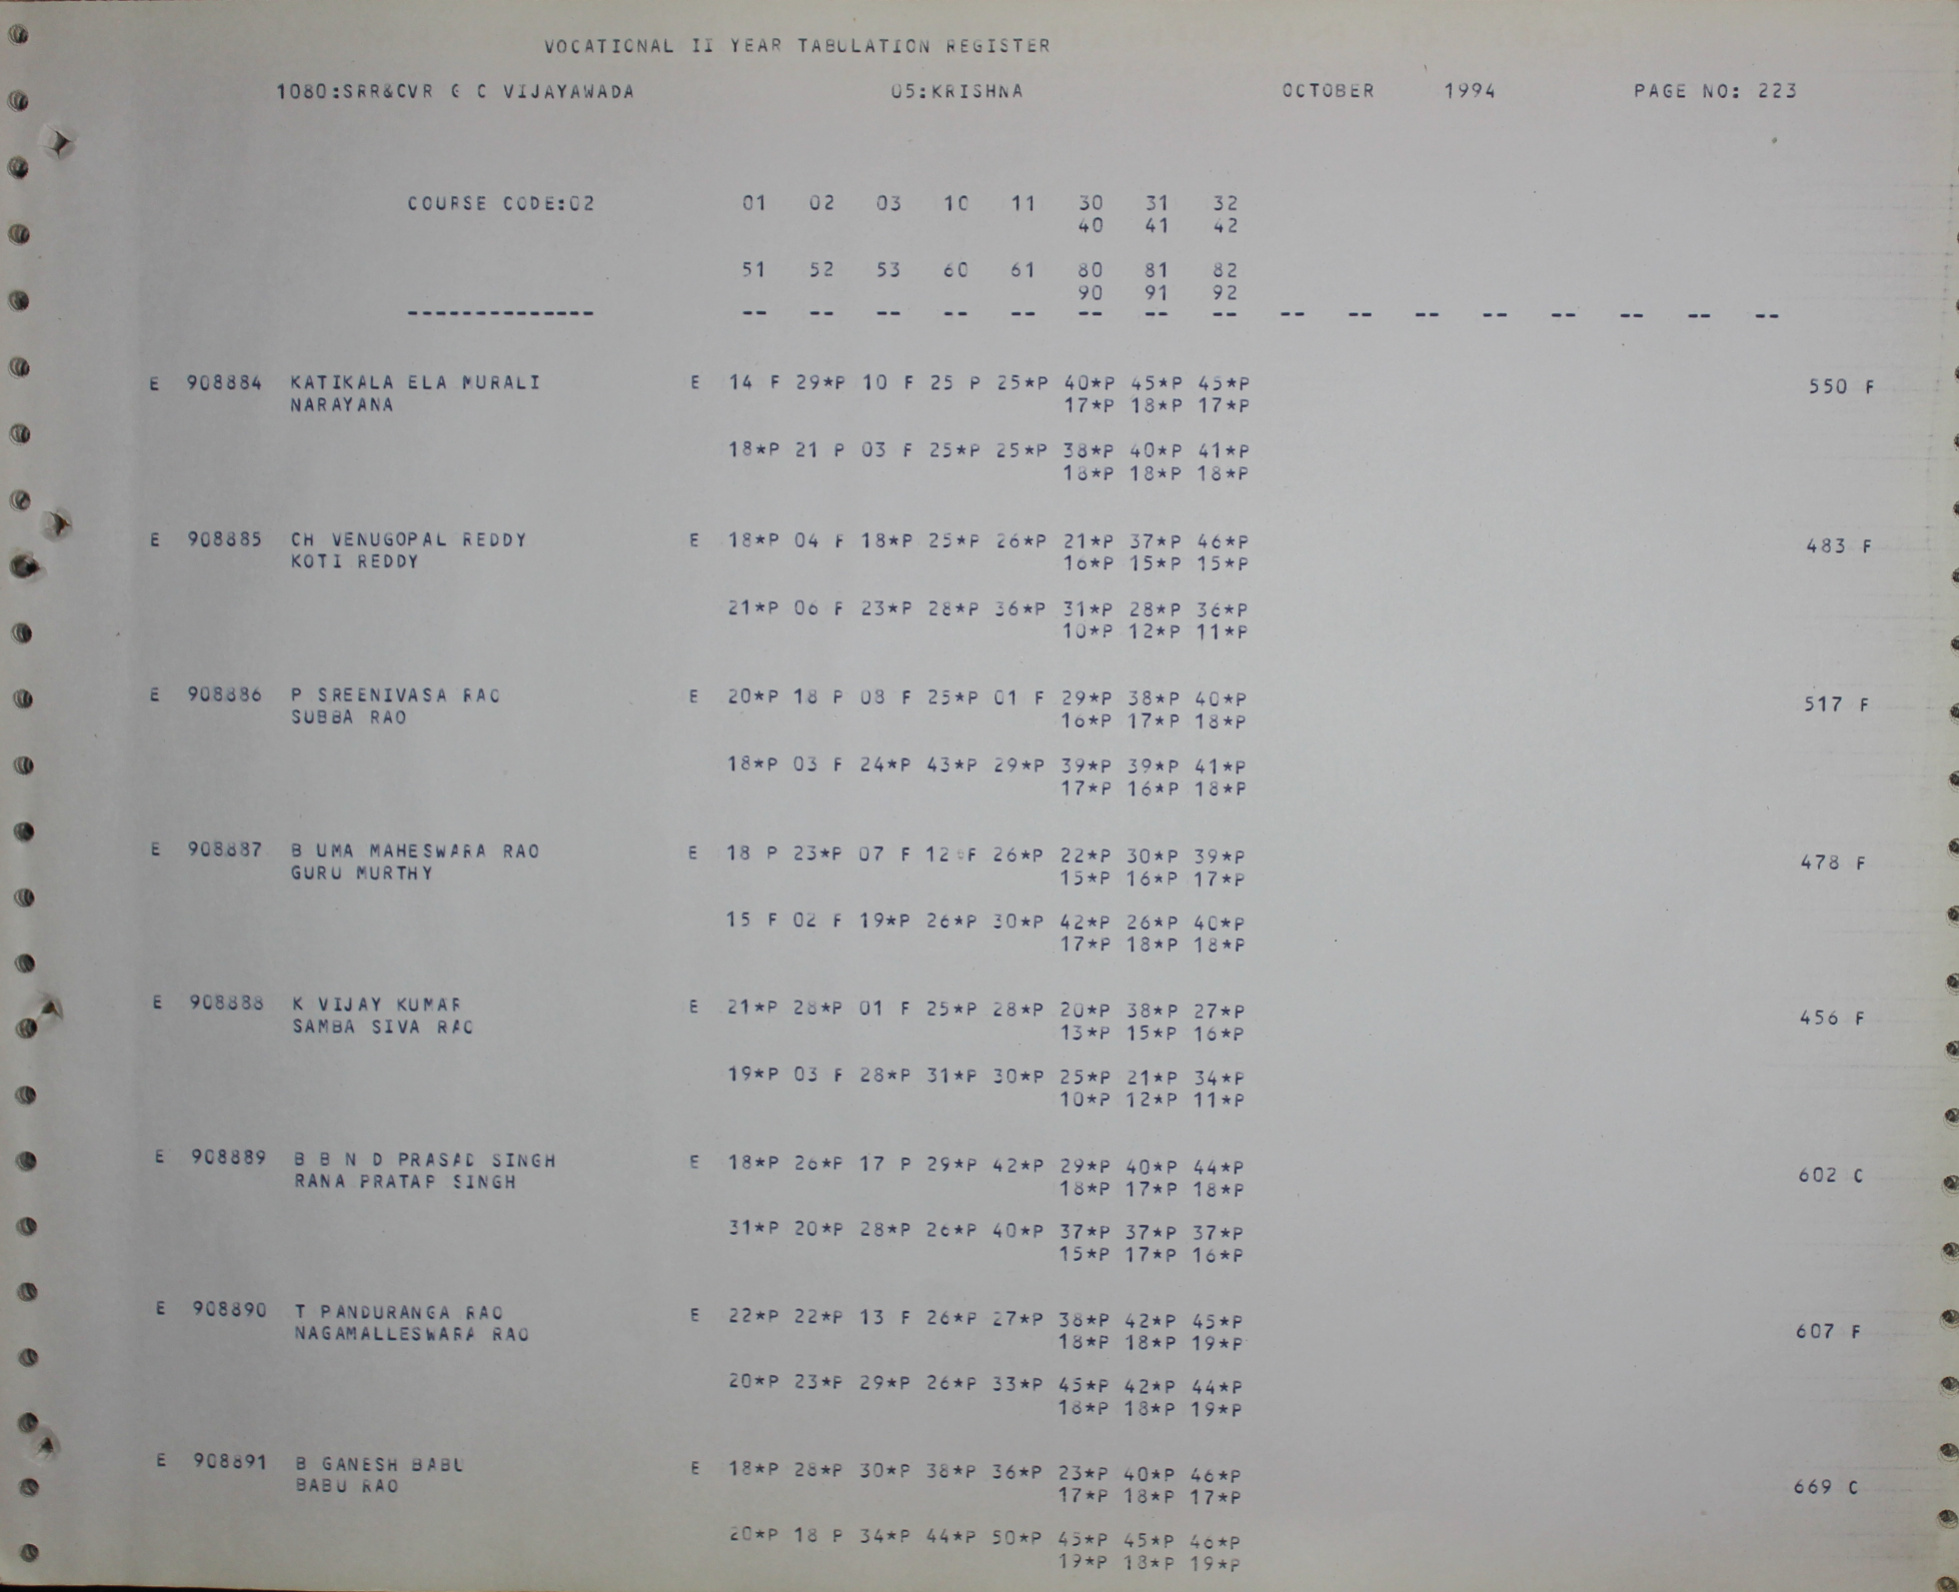 VOCATIONAL II YEAR TABULATION REGISTER
1080:SRR&CVR G C VIJAYAWADA 05:KRISHNA OCTOBER 1994 PAGE NO: 223
COURSE CODE:02 01 02 03 10 11 30 31 32
40 41 42
51 52 53 60 61 80 81 82
90 91 92
-------------- -- -- -- -- -- -- -- -- -- -- -- -- -- -- -- --
E 908884 KATIKALA ELA MURALI E 14 F 29*P 10 F 25 P 25*P 40*P 45*P 45*P 550 F
NARAYANA 17*P 18*P 17*P
18*P 21 P 03 F 25*P 25*P 38*P 40*P 41*P
18*P 18*P 18*P
E 908885 CH VENUGOPAL REDDY E 18*P 04 F 18*P 25*P 26*P 21*P 37*P 46*P 483 F
KOTI REDDY 16*P 15*P 15*P
21*P 06 F 23*P 28*P 36*P 31*P 28*P 36*P
10*P 12*P 11*P
E 908886 P SREENIVASA RAO E 20*P 18 P 08 F 25*P 01 F 29*P 38*P 40*P 517 F
SUBBA RAO 16*P 17*P 18*P
18*P 03 F 24*P 43*P 29*P 39*P 39*P 41*P
17*P 16*P 18*P
E 908887 B UMA MAHESWARA RAO E 18 P 23*P 07 F 12 F 26*P 22*P 30*P 39*P 478 F
GURU MURTHY 15*P 16*P 17*P
15 F 02 F 19*P 26*P 30*P 42*P 26*P 40*P
17*P 18*P 18*P
E 908888 K VIJAY KUMAR E 21*P 28*P 01 F 25*P 28*P 20*P 38*P 27*P 456 F
SAMBA SIVA RAO 13*P 15*P 16*P
19*P 03 F 28*P 31*P 30*P 25*P 21*P 34*P
10*P 12*P 11*P
E 908889 B B N D PRASAD SINGH E 18*P 26*P 17 P 29*P 42*P 29*P 40*P 44*P 602 C
RANA PRATAP SINGH 18*P 17*P 18*P
31*P 20*P 28*P 26*P 40*P 37*P 37*P 37*P
15*P 17*P 16*P
E 908890 T PANDURANGA RAO E 22*P 22*P 13 F 26*P 27*P 38*P 42*P 45*P 607 F
NAGAMALLESWARA RAO 18*P 18*P 19*P
20*P 23*P 29*P 26*P 33*P 45*P 42*P 44*P
18*P 18*P 19*P
E 908891 B GANESH BABU E 18*P 28*P 30*P 38*P 36*P 23*P 40*P 46*P 669 C
BABU RAO 17*P 18*P 17*P
20*P 18 P 34*P 44*P 50*P 45*P 45*P 46*P
19*P 18*P 19*P